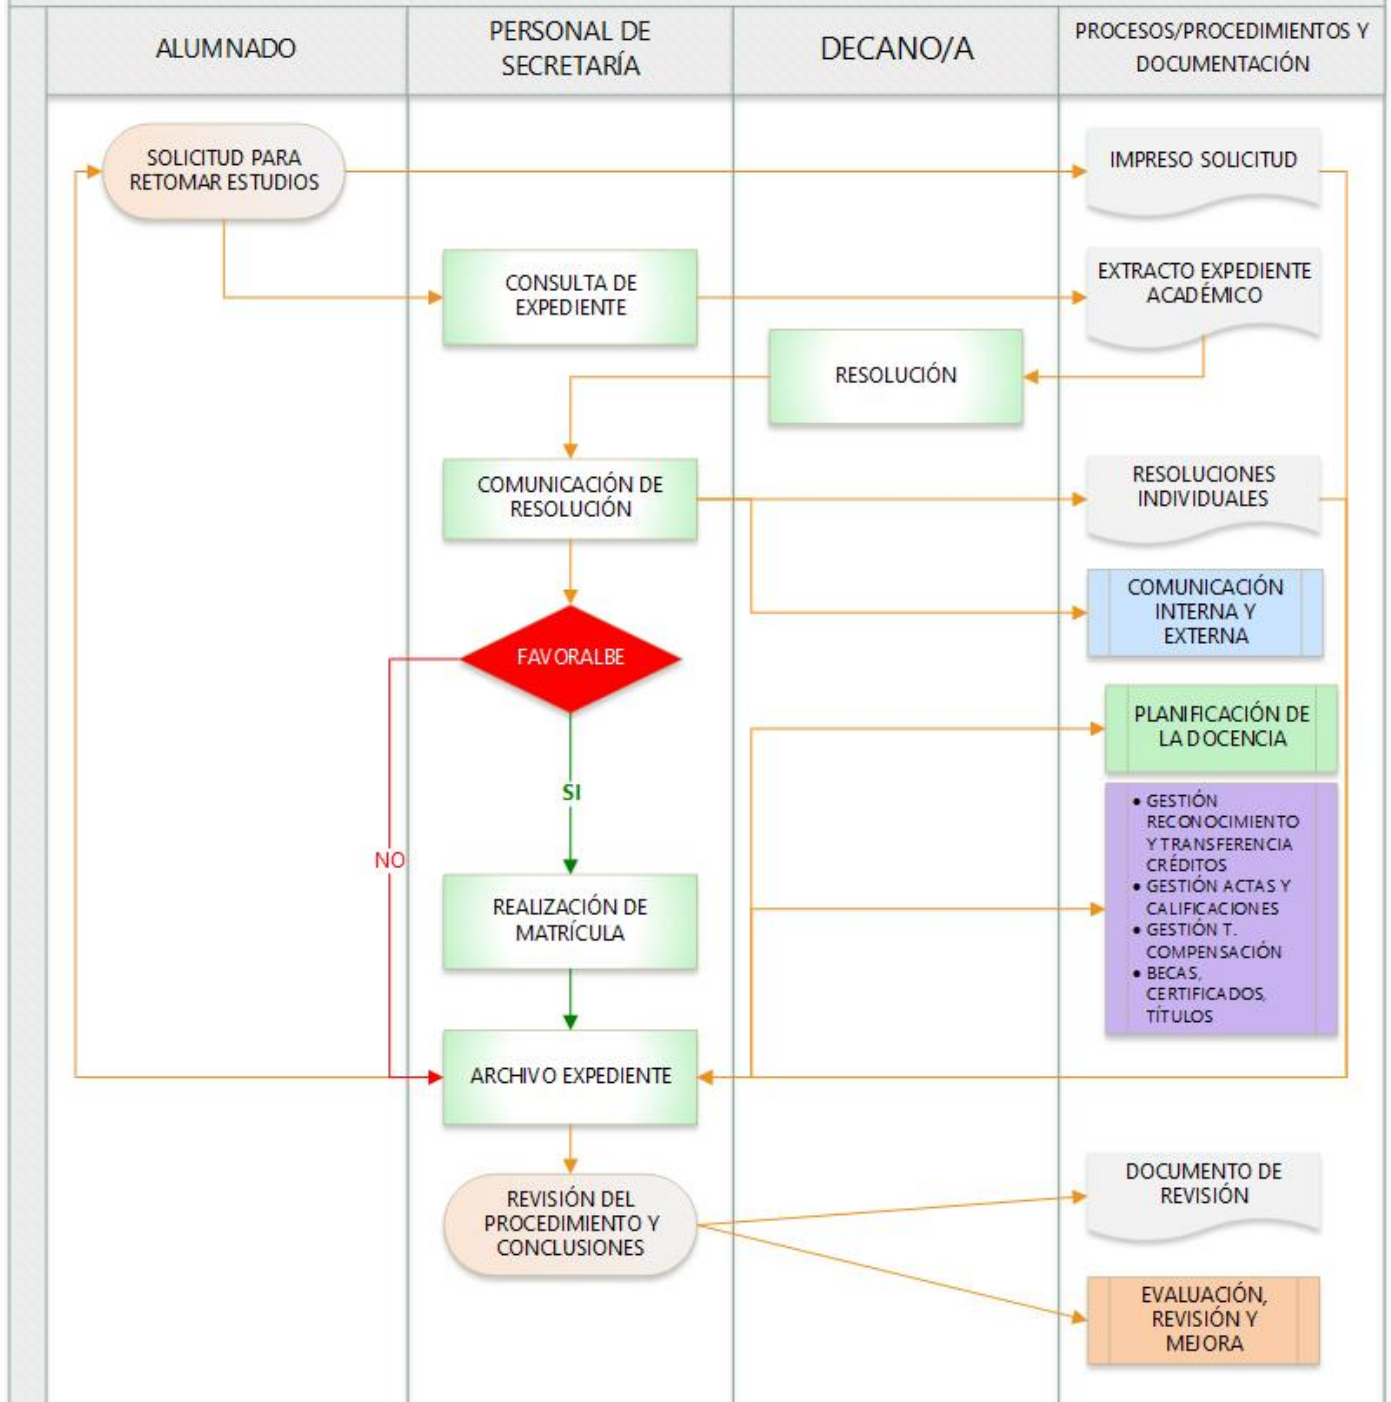 ALUMNADO
PERSONAL DE
SECRETARÍA
DECANO/A
PROCESOS/PROCEDIMIENTOS Y
DOCUMENTACIÓN
SOLICITUD PARA
RETOMAR ESTUDIOS
IMPRESO SOLICITUD
CONSULTA DE
EXPEDIENTE
EXTRACTO EXPEDIENTE
ACADÉMICO
RESOLUCIÓN
COMUNICACIÓN DE
RESOLUCIÓN
RESOLUCIONES
INDIVIDUALES
COMUNICACIÓN
INTERNA Y
EXTERNA
FAVORALBE
PLANIFICACIÓN DE
LA DOCENCIA
SI
NO
• GESTIÓN
RECONOCIMIENTO
Y TRANSFERENCIA
CRÉDITOS
• GESTIÓN ACTAS Y
CALIFICACIONES
• GESTIÓN T.
COMPENSACIÓN
• BECAS,
CERTIFICADOS,
TÍTULOS
REALIZACIÓN DE
MATRÍCULA
ARCHIVO EXPEDIENTE
REVISIÓN DEL
PROCEDIMIENTO Y
CONCLUSIONES
DOCUMENTO DE
REVISIÓN
EVALUACIÓN,
REVISIÓN Y
MEJORA